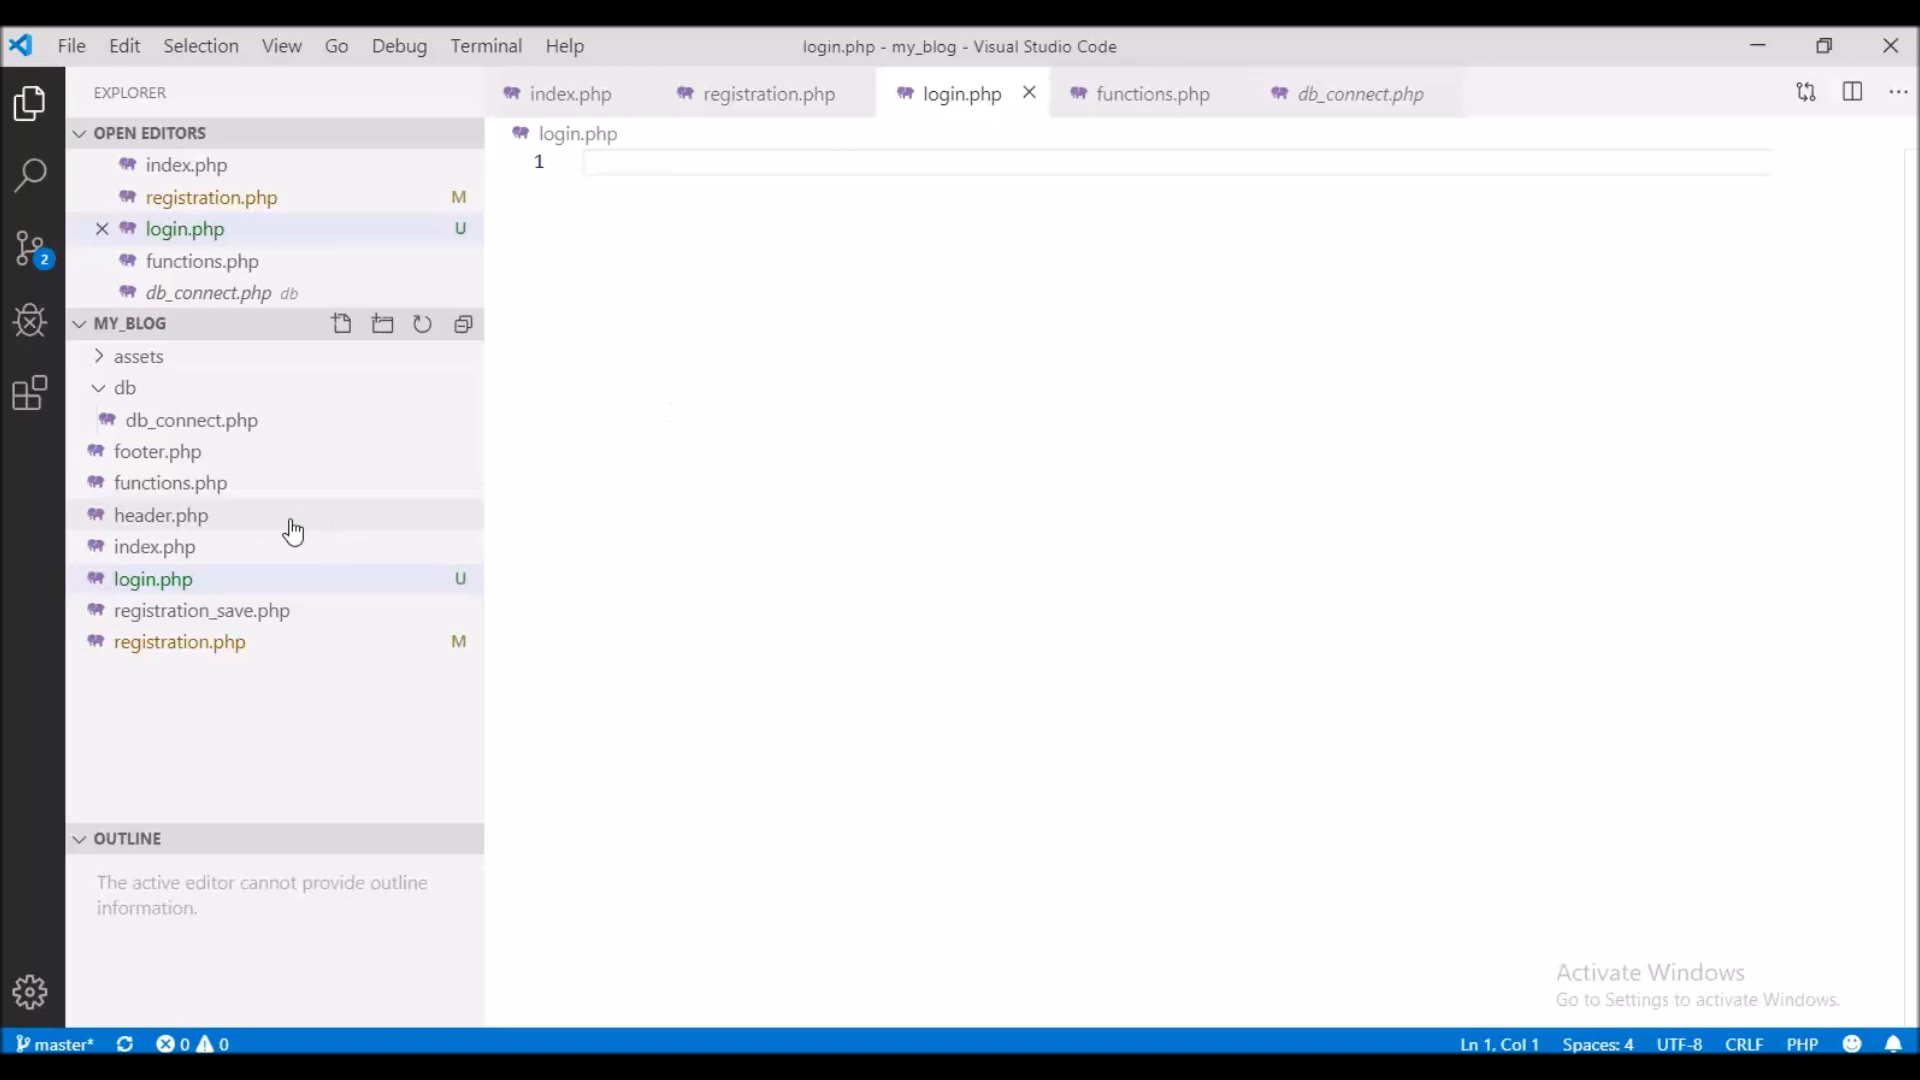 File Edit Selection View Go Debug Terminal Help login.php - my_blog - Visual Studio Code
EXPLORER
index.php registration.php login.php functions.php db_connect.php
OPEN EDITORS
index.php
registration.php M
login.php U
functions.php
db_connect.php db
MY_BLOG
assets
db
db_connect.php
footer.php
functions.php
header.php
index.php
login.php U
registration_save.php
registration.php M
OUTLINE
The active editor cannot provide outline
information.
2
login.php
1
Activate Windows
Go to Settings to activate Windows.
master* 0 0 Ln 1, Col 1 Spaces: 4 UTF-8 CRLF PHP